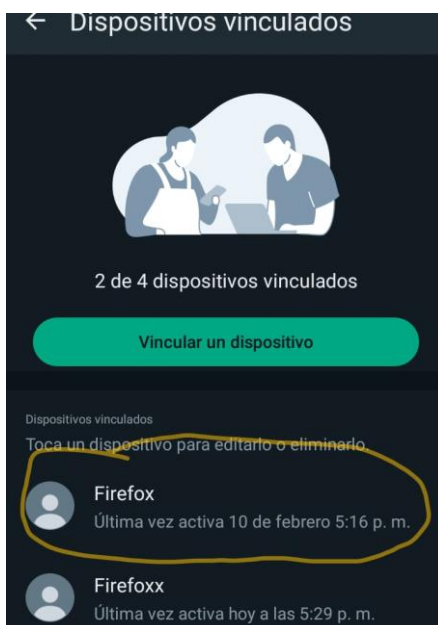 Dispositivos vinculados
2 de 4 dispositivos vinculados
Vincular un dispositivo
Dispositivos vinculados
Toca un dispositivo para editarlo o eliminarlo.
Firefox
Última vez activa 10 de febrero 5:16 p. m.
Firefoxx
Última vez activa hoy a las 5:29 p. m.